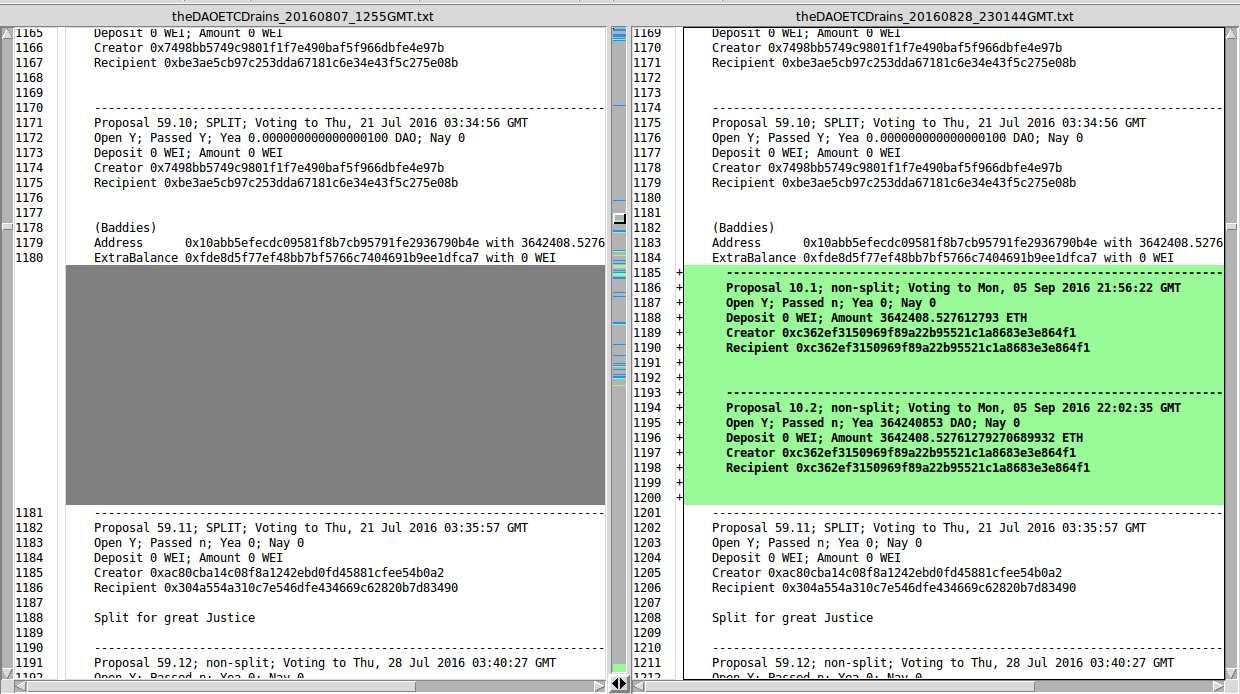 theDAOETCDrains_20160807_1255GMT.txt
1165 Deposit 0 WEI; Amount 0 WEI
1166 Creator 0x7498bb5749c9801f1f7e490baf5f966dbfe4e97b
1167 Recipient 0xbe3ae5cb97c253dda67181c6e34e43f5c275e08b
1168
1169
1170 -------------------------------------------------------------------------
1171 Proposal 59.10; SPLIT; Voting to Thu, 21 Jul 2016 03:34:56 GMT
1172 Open Y; Passed Y; Yea 0.000000000000000100 DAO; Nay 0
1173 Deposit 0 WEI; Amount 0 WEI
1174 Creator 0x7498bb5749c9801f1f7e490baf5f966dbfe4e97b
1175 Recipient 0xbe3ae5cb97c253dda67181c6e34e43f5c275e08b
1176
1177
1178 (Baddies)
1179 Address      0x10abb5efecdc09581f8b7cb95791fe2936790b4e with 3642408.5276
1180 ExtraBalance 0xfde8d5f77ef48bb7bf5766c7404691b9ee1dfca7 with 0 WEI
1181 -------------------------------------------------------------------------
1182 Proposal 59.11; SPLIT; Voting to Thu, 21 Jul 2016 03:35:57 GMT
1183 Open Y; Passed n; Yea 0; Nay 0
1184 Deposit 0 WEI; Amount 0 WEI
1185 Creator 0xac80cba14c08f8a1242ebd0fd45881cfee54b0a2
1186 Recipient 0x304a554a310c7e546dfe434669c62820b7d83490
1187
1188 Split for great Justice
1189
1190 -------------------------------------------------------------------------
1191 Proposal 59.12; non-split; Voting to Thu, 28 Jul 2016 03:40:27 GMT
1192 Open Y; Passed n; Yea 0; Nay 0
theDAOETCDrains_20160828_230144GMT.txt
1169 Deposit 0 WEI; Amount 0 WEI
1170 Creator 0x7498bb5749c9801f1f7e490baf5f966dbfe4e97b
1171 Recipient 0xbe3ae5cb97c253dda67181c6e34e43f5c275e08b
1172
1173
1174 -------------------------------------------------------------------------
1175 Proposal 59.10; SPLIT; Voting to Thu, 21 Jul 2016 03:34:56 GMT
1176 Open Y; Passed Y; Yea 0.000000000000000100 DAO; Nay 0
1177 Deposit 0 WEI; Amount 0 WEI
1178 Creator 0x7498bb5749c9801f1f7e490baf5f966dbfe4e97b
1179 Recipient 0xbe3ae5cb97c253dda67181c6e34e43f5c275e08b
1180
1181
1182 (Baddies)
1183 Address      0x10abb5efecdc09581f8b7cb95791fe2936790b4e with 3642408.5276
1184 ExtraBalance 0xfde8d5f77ef48bb7bf5766c7404691b9ee1dfca7 with 0 WEI
1185 + -----------------------------------------------------------------------
1186 + Proposal 10.1; non-split; Voting to Mon, 05 Sep 2016 21:56:22 GMT
1187 + Open Y; Passed n; Yea 0; Nay 0
1188 + Deposit 0 WEI; Amount 3642408.527612793 ETH
1189 + Creator 0xc362ef3150969f89a22b95521c1a8683e3e864f1
1190 + Recipient 0xc362ef3150969f89a22b95521c1a8683e3e864f1
1191 +
1192 +
1193 + -----------------------------------------------------------------------
1194 + Proposal 10.2; non-split; Voting to Mon, 05 Sep 2016 22:02:35 GMT
1195 + Open Y; Passed n; Yea 364240853 DAO; Nay 0
1196 + Deposit 0 WEI; Amount 3642408.52761279270689932 ETH
1197 + Creator 0xc362ef3150969f89a22b95521c1a8683e3e864f1
1198 + Recipient 0xc362ef3150969f89a22b95521c1a8683e3e864f1
1199 +
1200 +
1201 -------------------------------------------------------------------------
1202 Proposal 59.11; SPLIT; Voting to Thu, 21 Jul 2016 03:35:57 GMT
1203 Open Y; Passed n; Yea 0; Nay 0
1204 Deposit 0 WEI; Amount 0 WEI
1205 Creator 0xac80cba14c08f8a1242ebd0fd45881cfee54b0a2
1206 Recipient 0x304a554a310c7e546dfe434669c62820b7d83490
1207
1208 Split for great Justice
1209
1210 -------------------------------------------------------------------------
1211 Proposal 59.12; non-split; Voting to Thu, 28 Jul 2016 03:40:27 GMT
1212 Open Y; Passed n; Yea 0; Nay 0